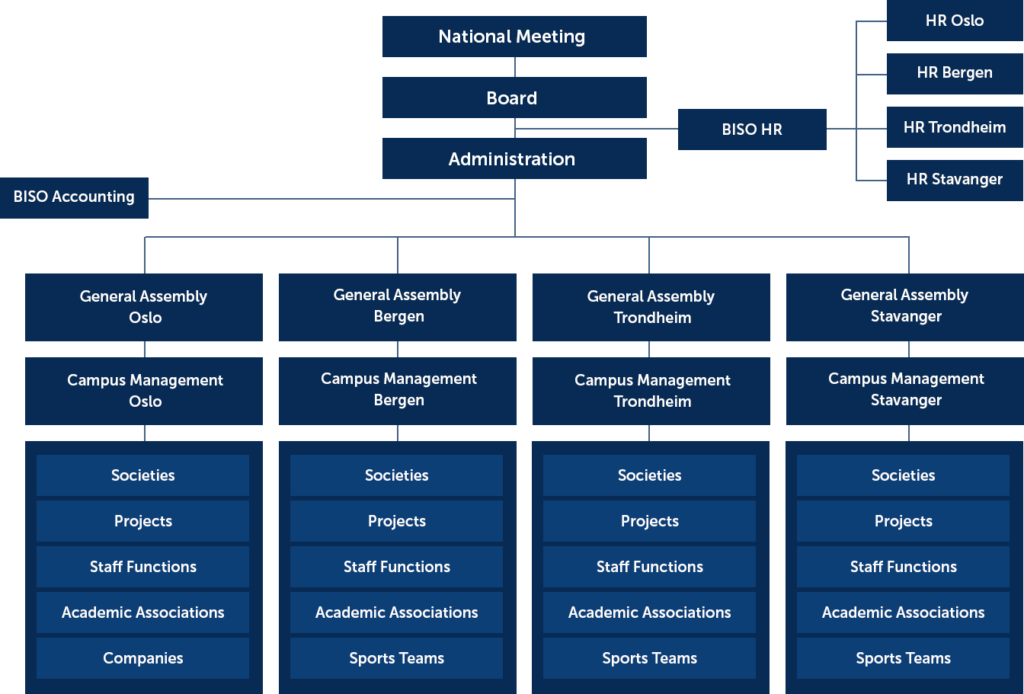 National Meeting
Board
Administration
BISO HR
HR Oslo
HR Bergen
HR Trondheim
HR Stavanger
BISO Accounting
General Assembly
Oslo
Campus Management
Oslo
Societies
Projects
Staff Functions
Academic Associations
Companies
General Assembly
Bergen
Campus Management
Bergen
Societies
Projects
Staff Functions
Academic Associations
Sports Teams
General Assembly
Trondheim
Campus Management
Trondheim
Societies
Projects
Staff Functions
Academic Associations
Sports Teams
General Assembly
Stavanger
Campus Management
Stavanger
Societies
Projects
Staff Functions
Academic Associations
Sports Teams